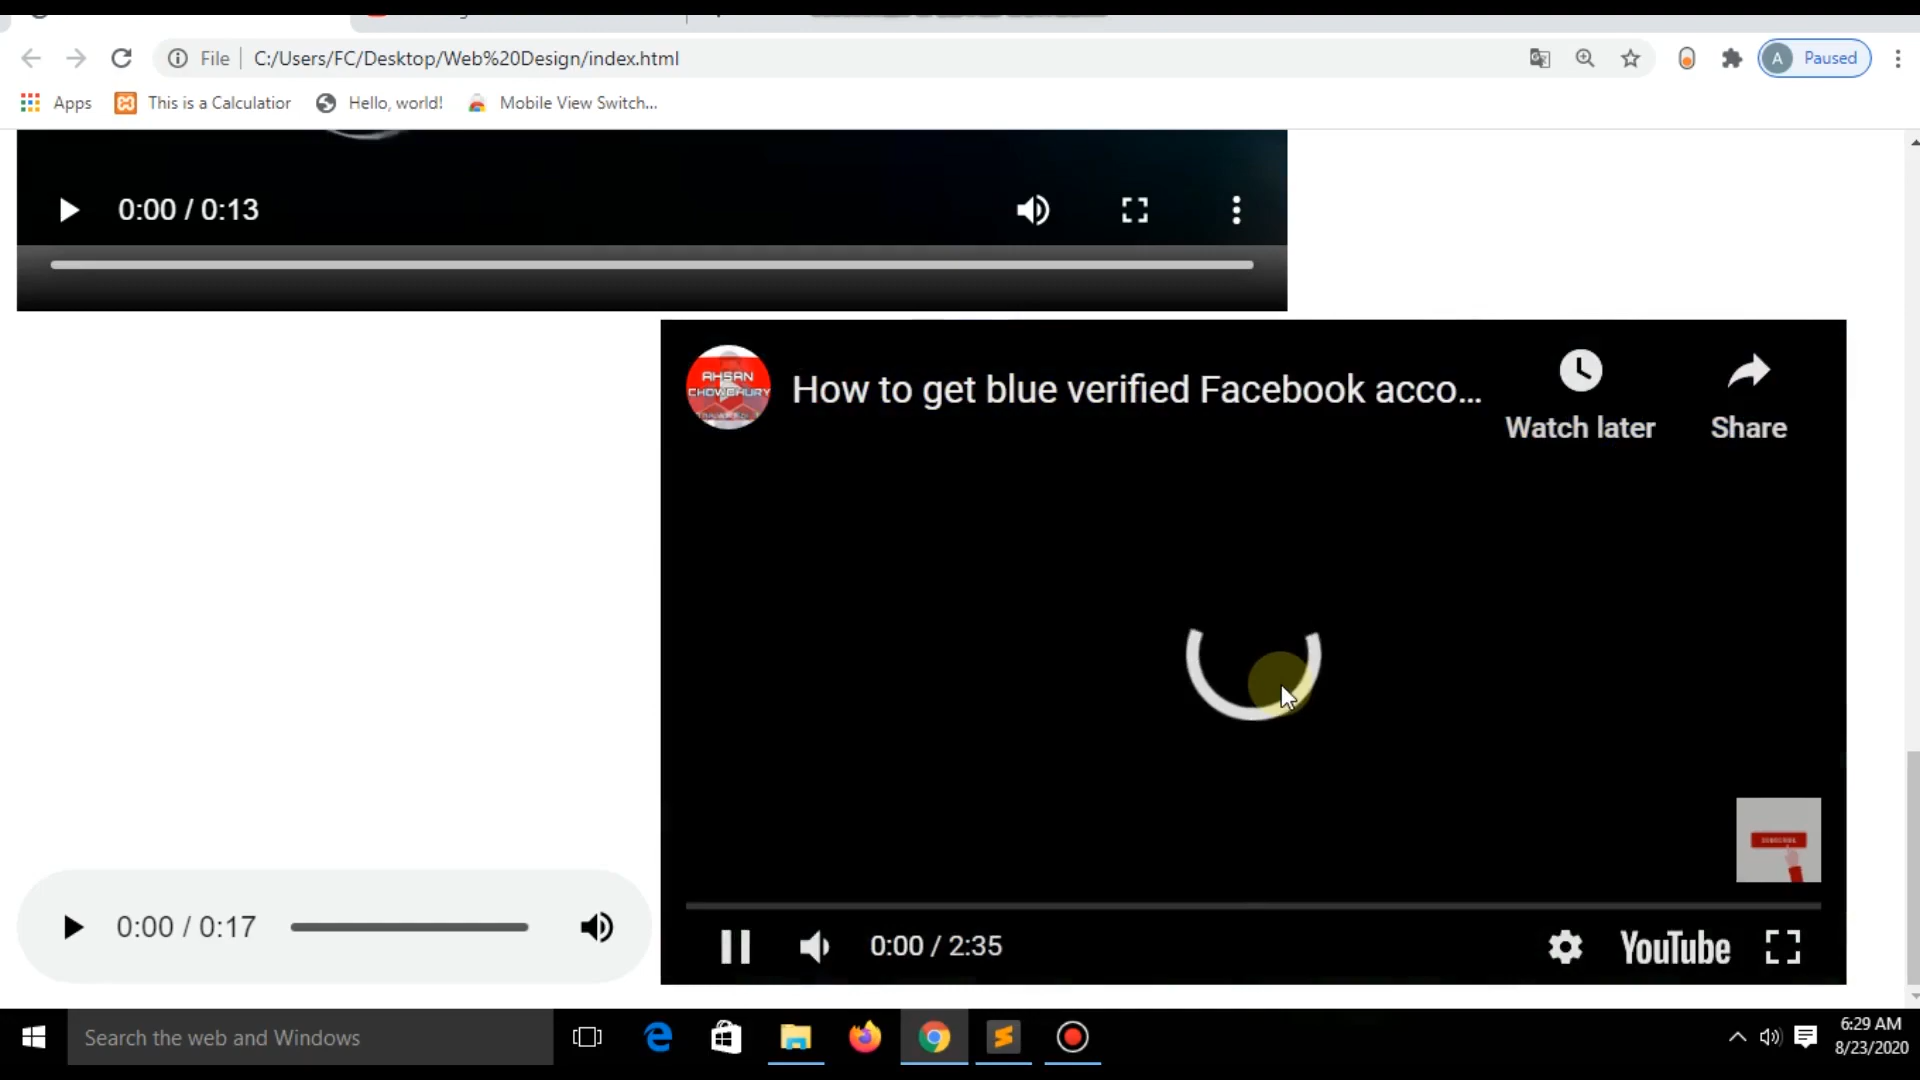 File
C:/Users/FC/Desktop/Web%20Design/index.html
A
Paused
Apps
This is a Calculatior
Hello, world!
Mobile View Switch...
0:00 / 0:13
AHSAN
CHOWDHURY
How to get blue verified Facebook acco...
Watch later
Share
SUBSCRIBE
0:00 / 0:17
0:00 / 2:35
YouTube
Search the web and Windows
6:29 AM
8/23/2020